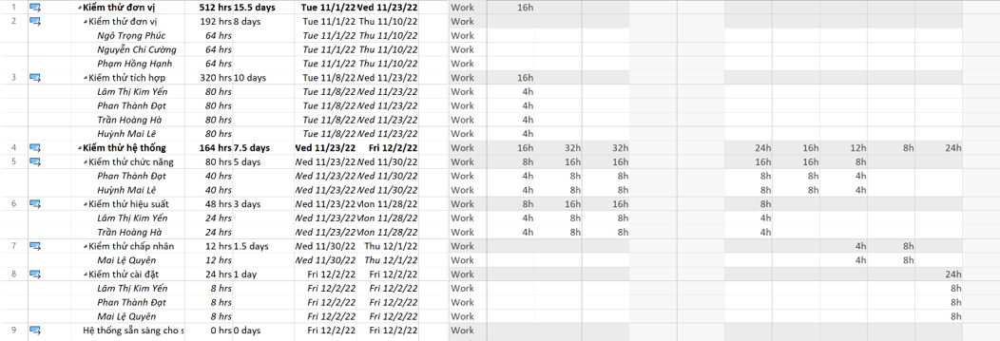 1 Kiểm thử đơn vị 512 hrs 15.5 days Tue 11/1/22 Wed 11/23/22 Work 16h
2 Kiểm thử đơn vị 192 hrs 8 days Tue 11/1/22 Thu 11/10/22 Work
Ngô Trọng Phúc 64 hrs Tue 11/1/22 Thu 11/10/22 Work
Nguyễn Chí Cường 64 hrs Tue 11/1/22 Thu 11/10/22 Work
Phạm Hồng Hạnh 64 hrs Tue 11/1/22 Thu 11/10/22 Work
3 Kiểm thử tích hợp 320 hrs 10 days Tue 11/8/22 Wed 11/23/22 Work 16h
Lâm Thị Kim Yến 80 hrs Tue 11/8/22 Wed 11/23/22 Work 4h
Phan Thành Đạt 80 hrs Tue 11/8/22 Wed 11/23/22 Work 4h
Trần Hoàng Hà 80 hrs Tue 11/8/22 Wed 11/23/22 Work 4h
Huỳnh Mai Lê 80 hrs Tue 11/8/22 Wed 11/23/22 Work 4h
4 Kiểm thử hệ thống 164 hrs 7.5 days Wed 11/23/22 Fri 12/2/22 Work 16h 32h 32h 24h 16h 12h 8h 24h
5 Kiểm thử chức năng 80 hrs 5 days Wed 11/23/22 Wed 11/30/22 Work 8h 16h 16h 16h 16h 8h
Phan Thành Đạt 40 hrs Wed 11/23/22 Wed 11/30/22 Work 4h 8h 8h 8h 8h 4h
Huỳnh Mai Lê 40 hrs Wed 11/23/22 Wed 11/30/22 Work 4h 8h 8h 8h 8h 4h
6 Kiểm thử hiệu suất 48 hrs 3 days Wed 11/23/22 Mon 11/28/22 Work 8h 16h 16h 8h
Lâm Thị Kim Yến 24 hrs Wed 11/23/22 Mon 11/28/22 Work 4h 8h 8h 4h
Trần Hoàng Hà 24 hrs Wed 11/23/22 Mon 11/28/22 Work 4h 8h 8h 4h
7 Kiểm thử chấp nhân 12 hrs 1.5 days Wed 11/30/22 Thu 12/1/22 Work 4h 8h
Mai Lệ Quyên 12 hrs Wed 11/30/22 Thu 12/1/22 Work 4h 8h
8 Kiểm thử cài đặt 24 hrs 1 day Fri 12/2/22 Fri 12/2/22 Work 24h
Lâm Thị Kim Yến 8 hrs Fri 12/2/22 Fri 12/2/22 Work 8h
Phan Thành Đạt 8 hrs Fri 12/2/22 Fri 12/2/22 Work 8h
Mai Lệ Quyên 8 hrs Fri 12/2/22 Fri 12/2/22 Work 8h
9 Hệ thống sẵn sàng cho s 0 hrs 0 days Fri 12/2/22 Fri 12/2/22 Work